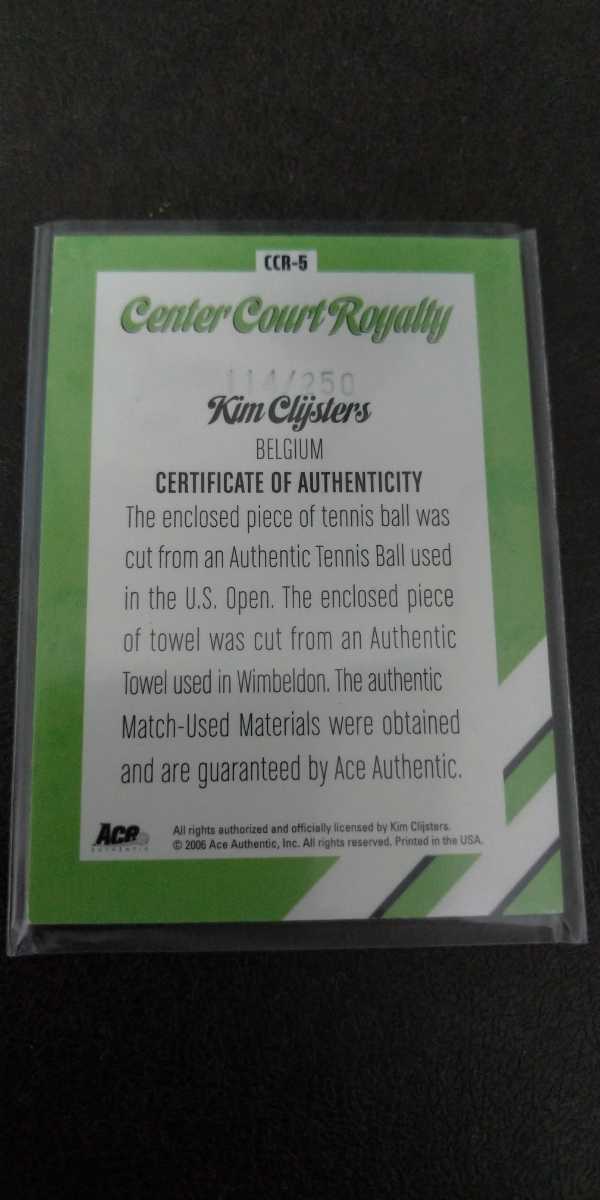 CCR-5
Center Court Royalty
114/250
Kim Clijsters
BELGIUM
CERTIFICATE OF AUTHENTICITY
The enclosed piece of tennis ball was
cut from an Authentic Tennis Ball used
in the U.S. Open. The enclosed piece
of towel was cut from an Authentic
Towel used in Wimbeldon. The authentic
Match-Used Materials were obtained
and are guaranteed by Ace Authentic.
ACE
AUTHENTIC
All rights authorized and officially licensed by Kim Clijsters.
© 2006 Ace Authentic, Inc. All rights reserved. Printed in the USA.